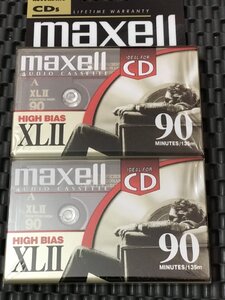 CDs LIFETIME WARRANTY
maxell
maxell
AUDIO CASSETTE
IDEAL FOR
CD
A
XLII
90
HIGH BIAS
XLII
90
MINUTES/135m
maxell
AUDIO CASSETTE
IDEAL FOR
CD
A
XLII
90
HIGH BIAS
XLII
90
MINUTES/135m